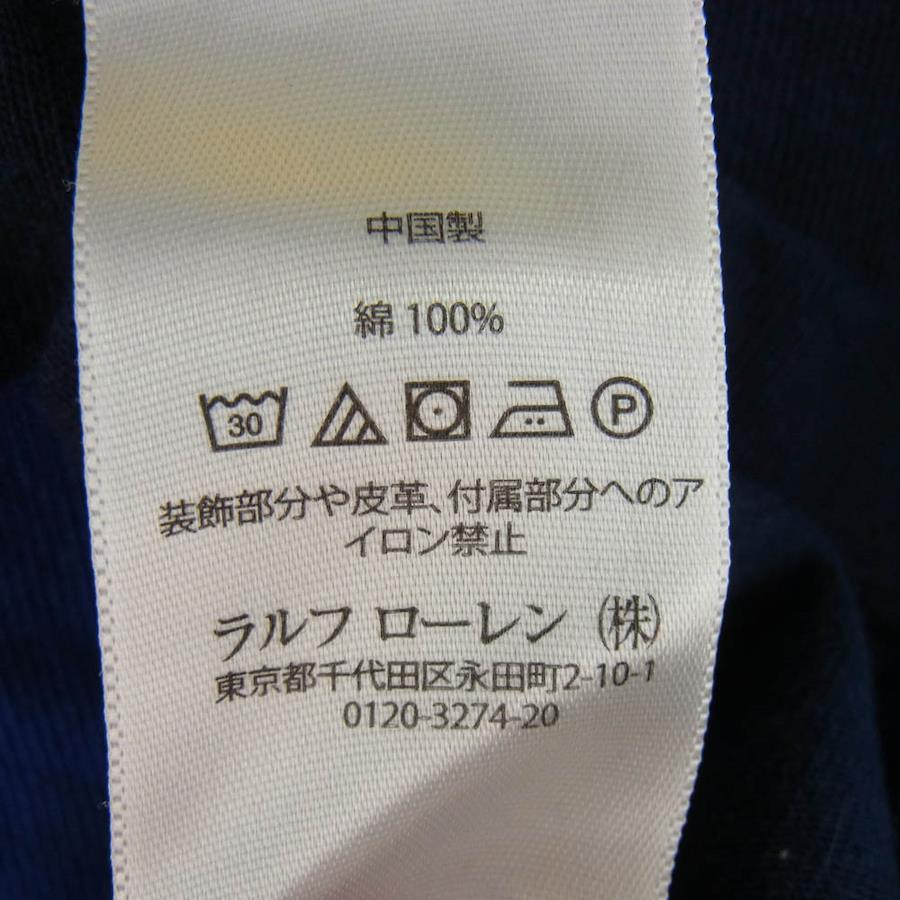 中国製
綿 100%
30 P
装飾部分や皮革、付属部分へのア
イロン禁止
ラルフ ローレン ㈱
東京都千代田区永田町2-10-1
0120-3274-20